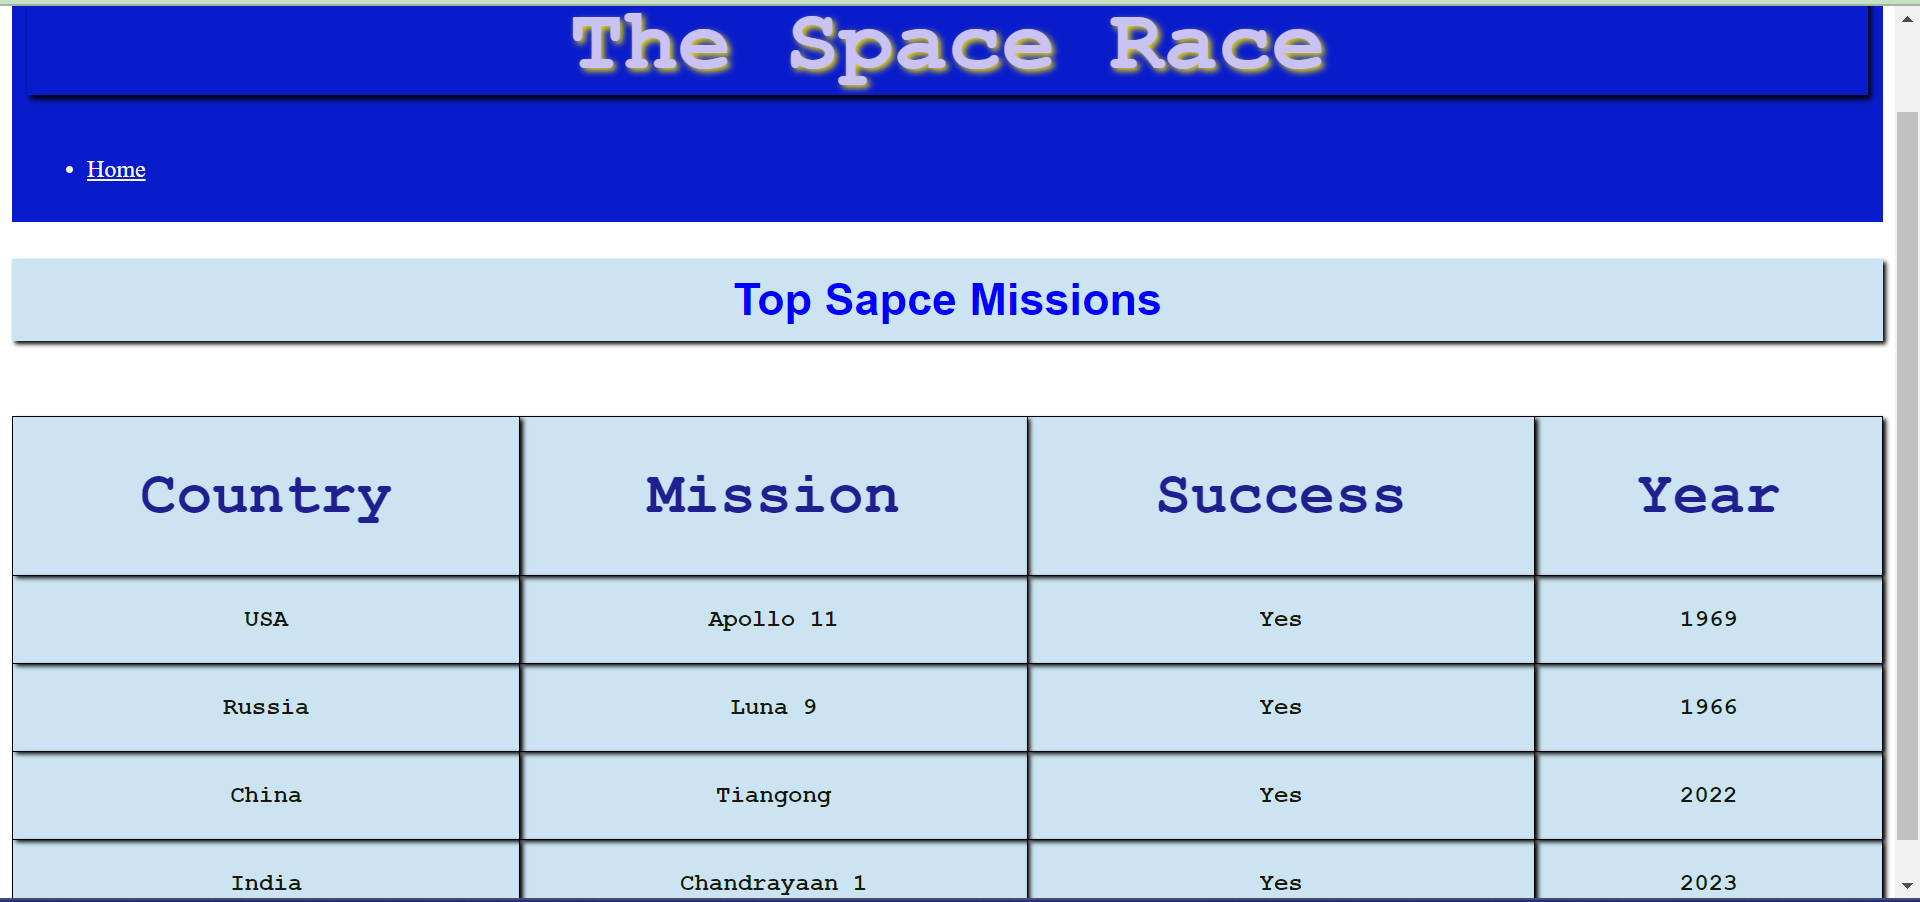 The Space Race
Home
Top Sapce Missions
Country Mission Success Year
USA Apollo 11 Yes 1969
Russia Luna 9 Yes 1966
China Tiangong Yes 2022
India Chandrayaan 1 Yes 2023